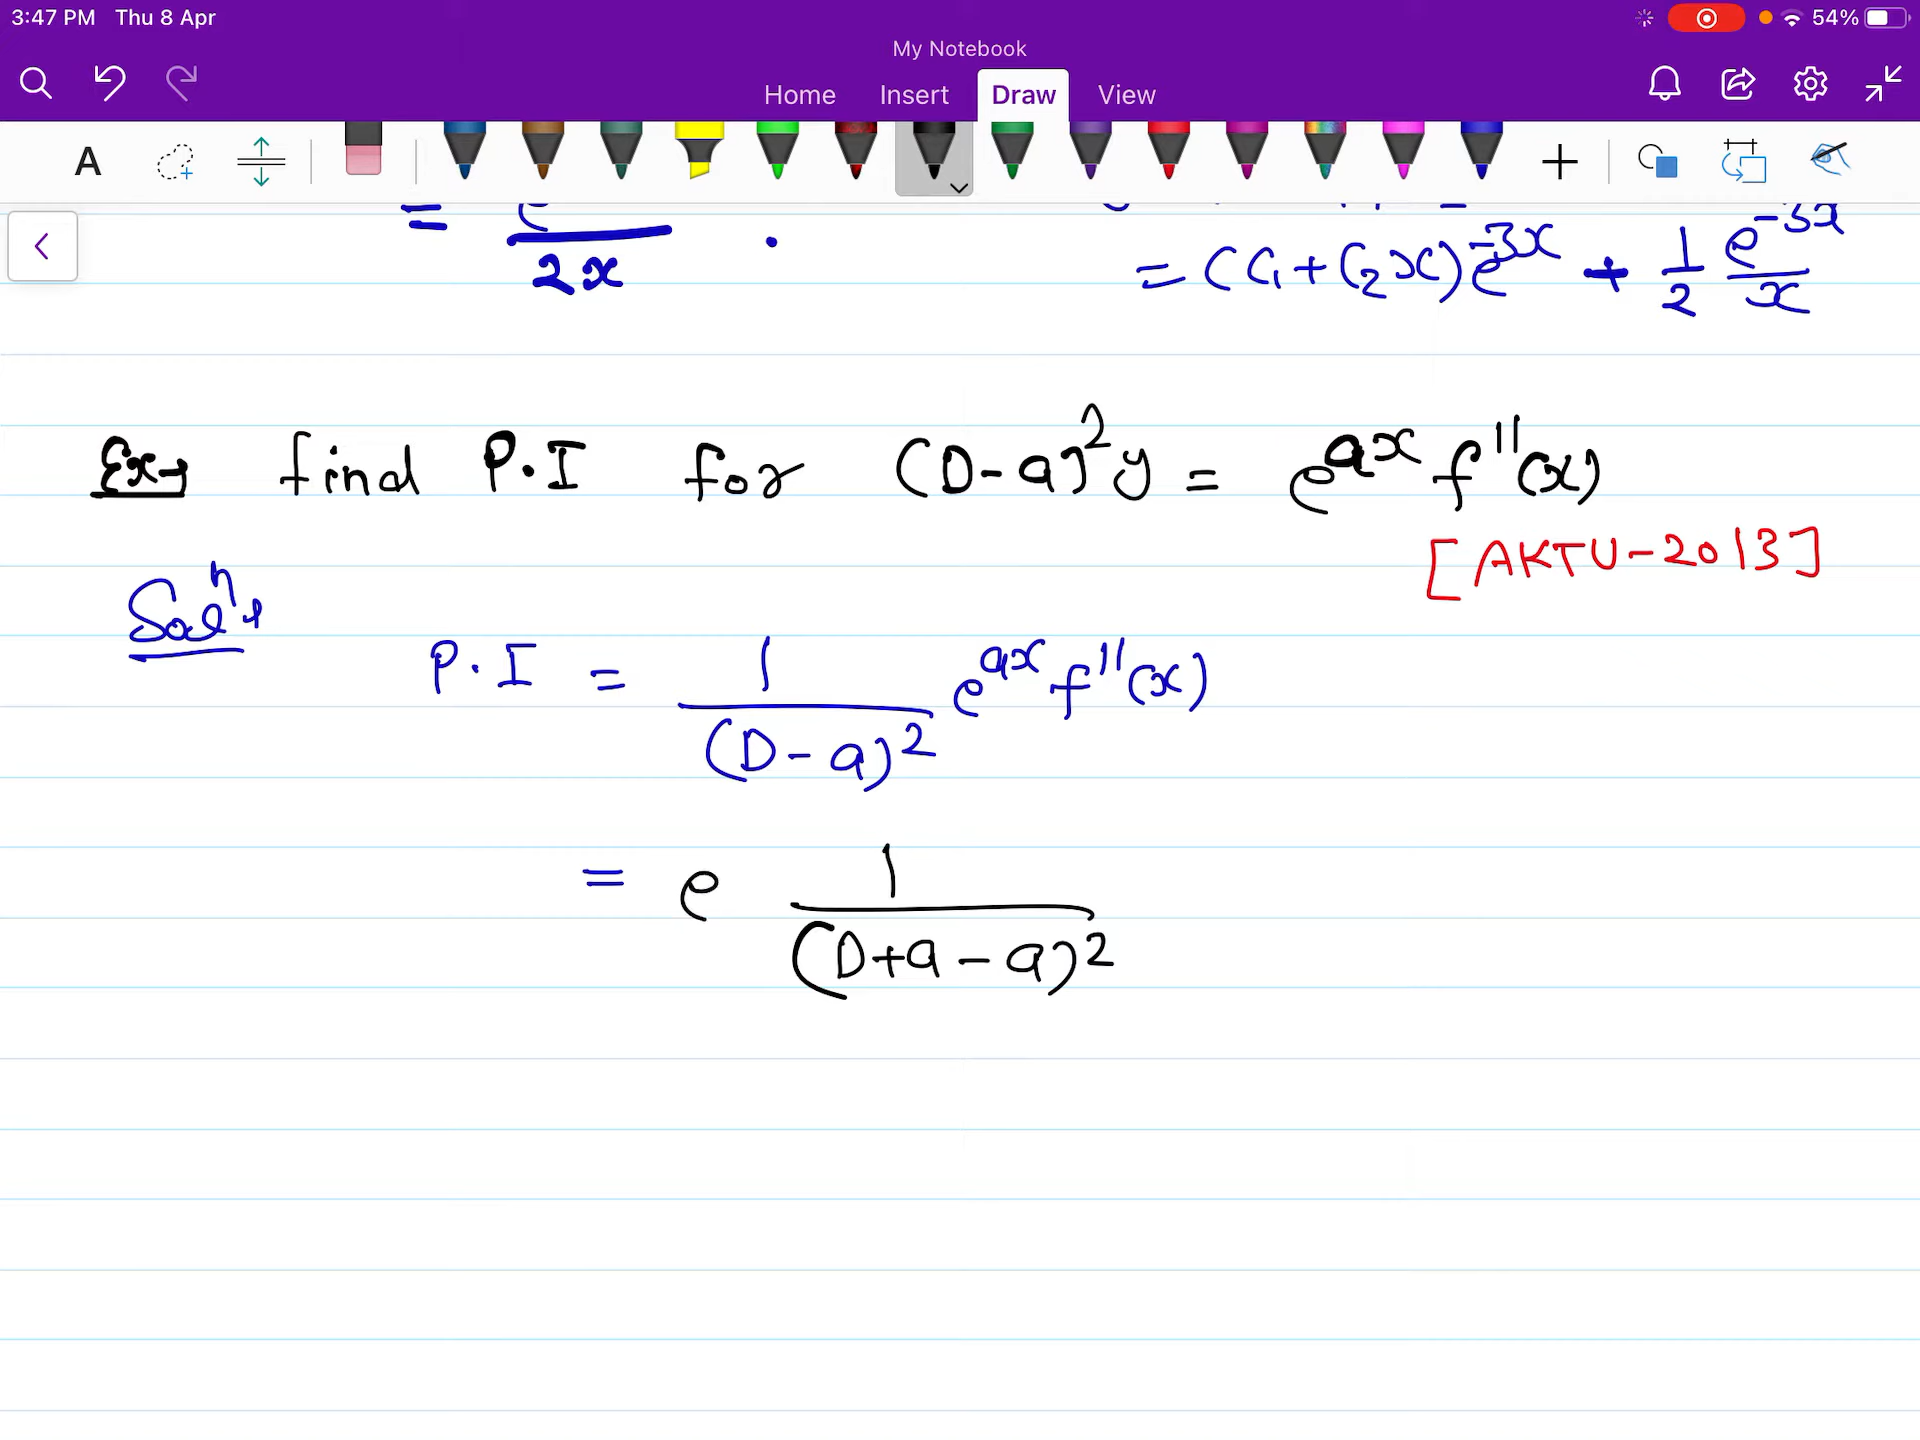 3:47 PM Thu 8 Apr
54%
My Notebook
Home Insert Draw View
A
= 2x .
= (C₁+C₂x)e^-3x + 1/2 e^-3x/x
Ex→ find P.I for (D-a)²y = e^ax f''(x)
[AKTU-2013]
Solⁿ
P.I = 1/(D-a)² e^ax f''(x)
= e 1/(D+a-a)²